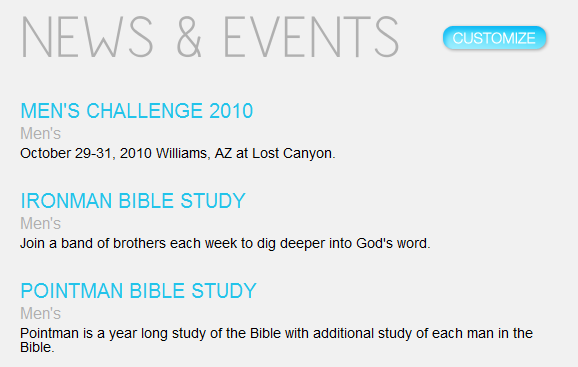 NEWS & EVENTS
CUSTOMIZE
MEN'S CHALLENGE 2010
Men's
October 29-31, 2010 Williams, AZ at Lost Canyon.
IRONMAN BIBLE STUDY
Men's
Join a band of brothers each week to dig deeper into God's word.
POINTMAN BIBLE STUDY
Men's
Pointman is a year long study of the Bible with additional study of each man in the
Bible.